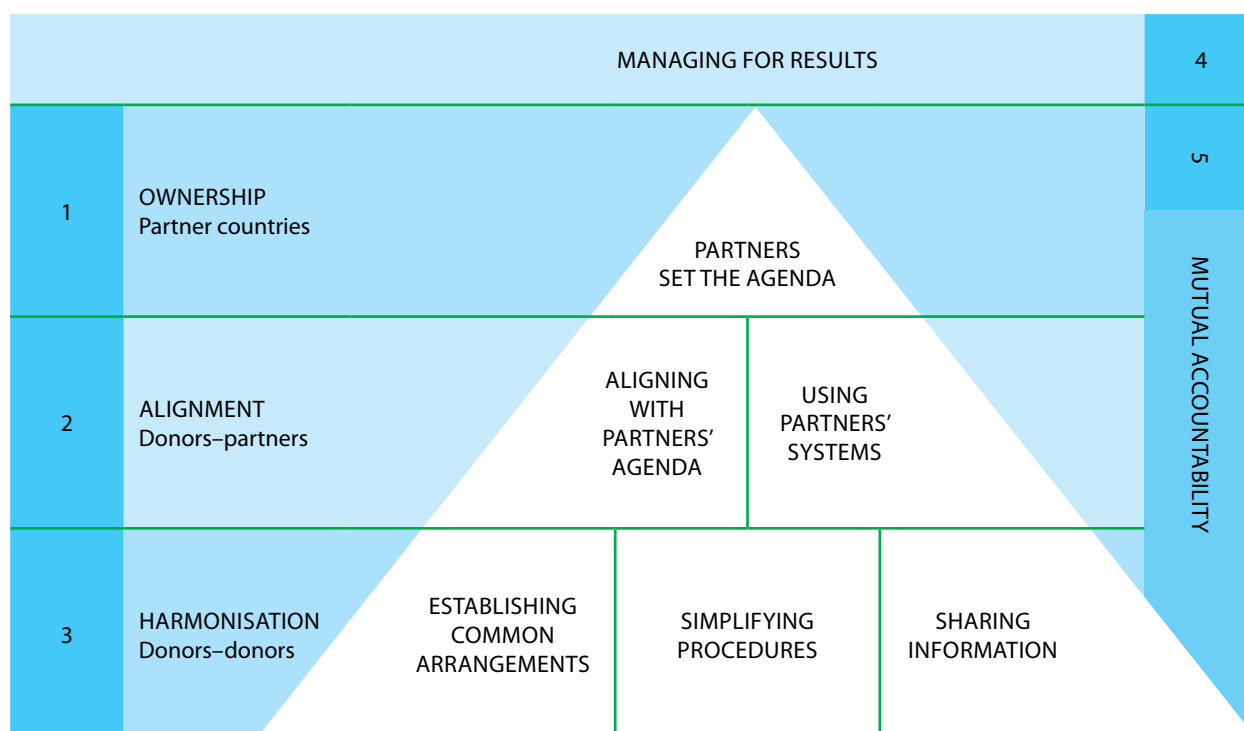 MANAGING FOR RESULTS
4
1
OWNERSHIP
Partner countries
PARTNERS
SET THE AGENDA
5
MUTUAL ACCOUNTABILITY
2
ALIGNMENT
Donors–partners
ALIGNING
WITH
PARTNERS’
AGENDA
USING
PARTNERS’
SYSTEMS
3
HARMONISATION
Donors–donors
ESTABLISHING
COMMON
ARRANGEMENTS
SIMPLIFYING
PROCEDURES
SHARING
INFORMATION